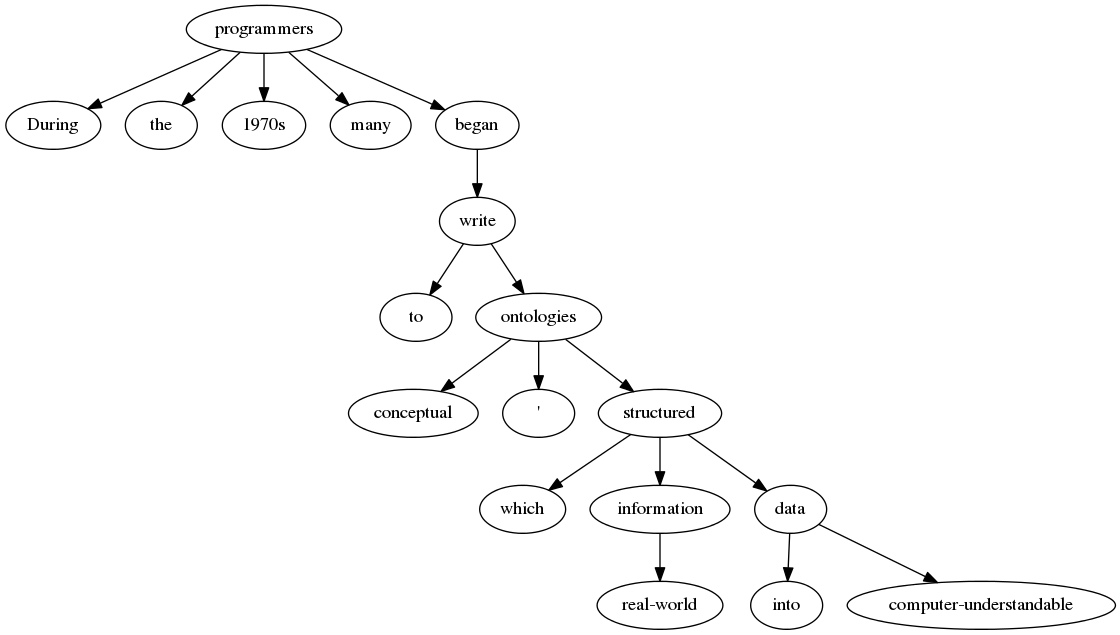 programmers
During the 1970s many began
write
to ontologies
conceptual ' structured
which information data
real-world into computer-understandable